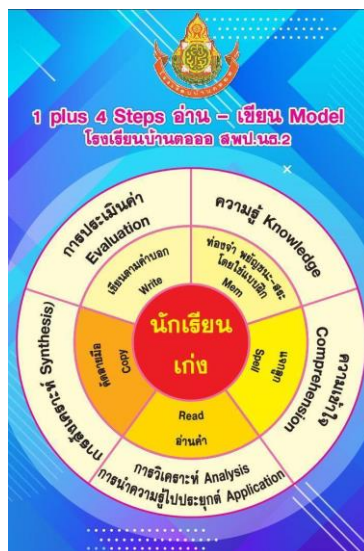 1 plus 4 Steps อ่าน – เขียน Model
โรงเรียนบ้านตอออ สพป.นธ.2
การประเมินค่า
Evaluation
ความรู้ Knowledge
เขียนตามคำบอก
Write
ท่องจำ พยัญชนะ-สระ
โดยใช้แบบฝึก
Mem
นักเรียน
เก่ง
คัดลายมือ
Copy
แจกลูก
Spell
การสังเคราะห์ Synthesis)
ความเข้าใจ
Comprehension
Read
อ่านคำ
การวิเคราะห์ Analysis
การนำความรู้ไปประยุกต์ Application